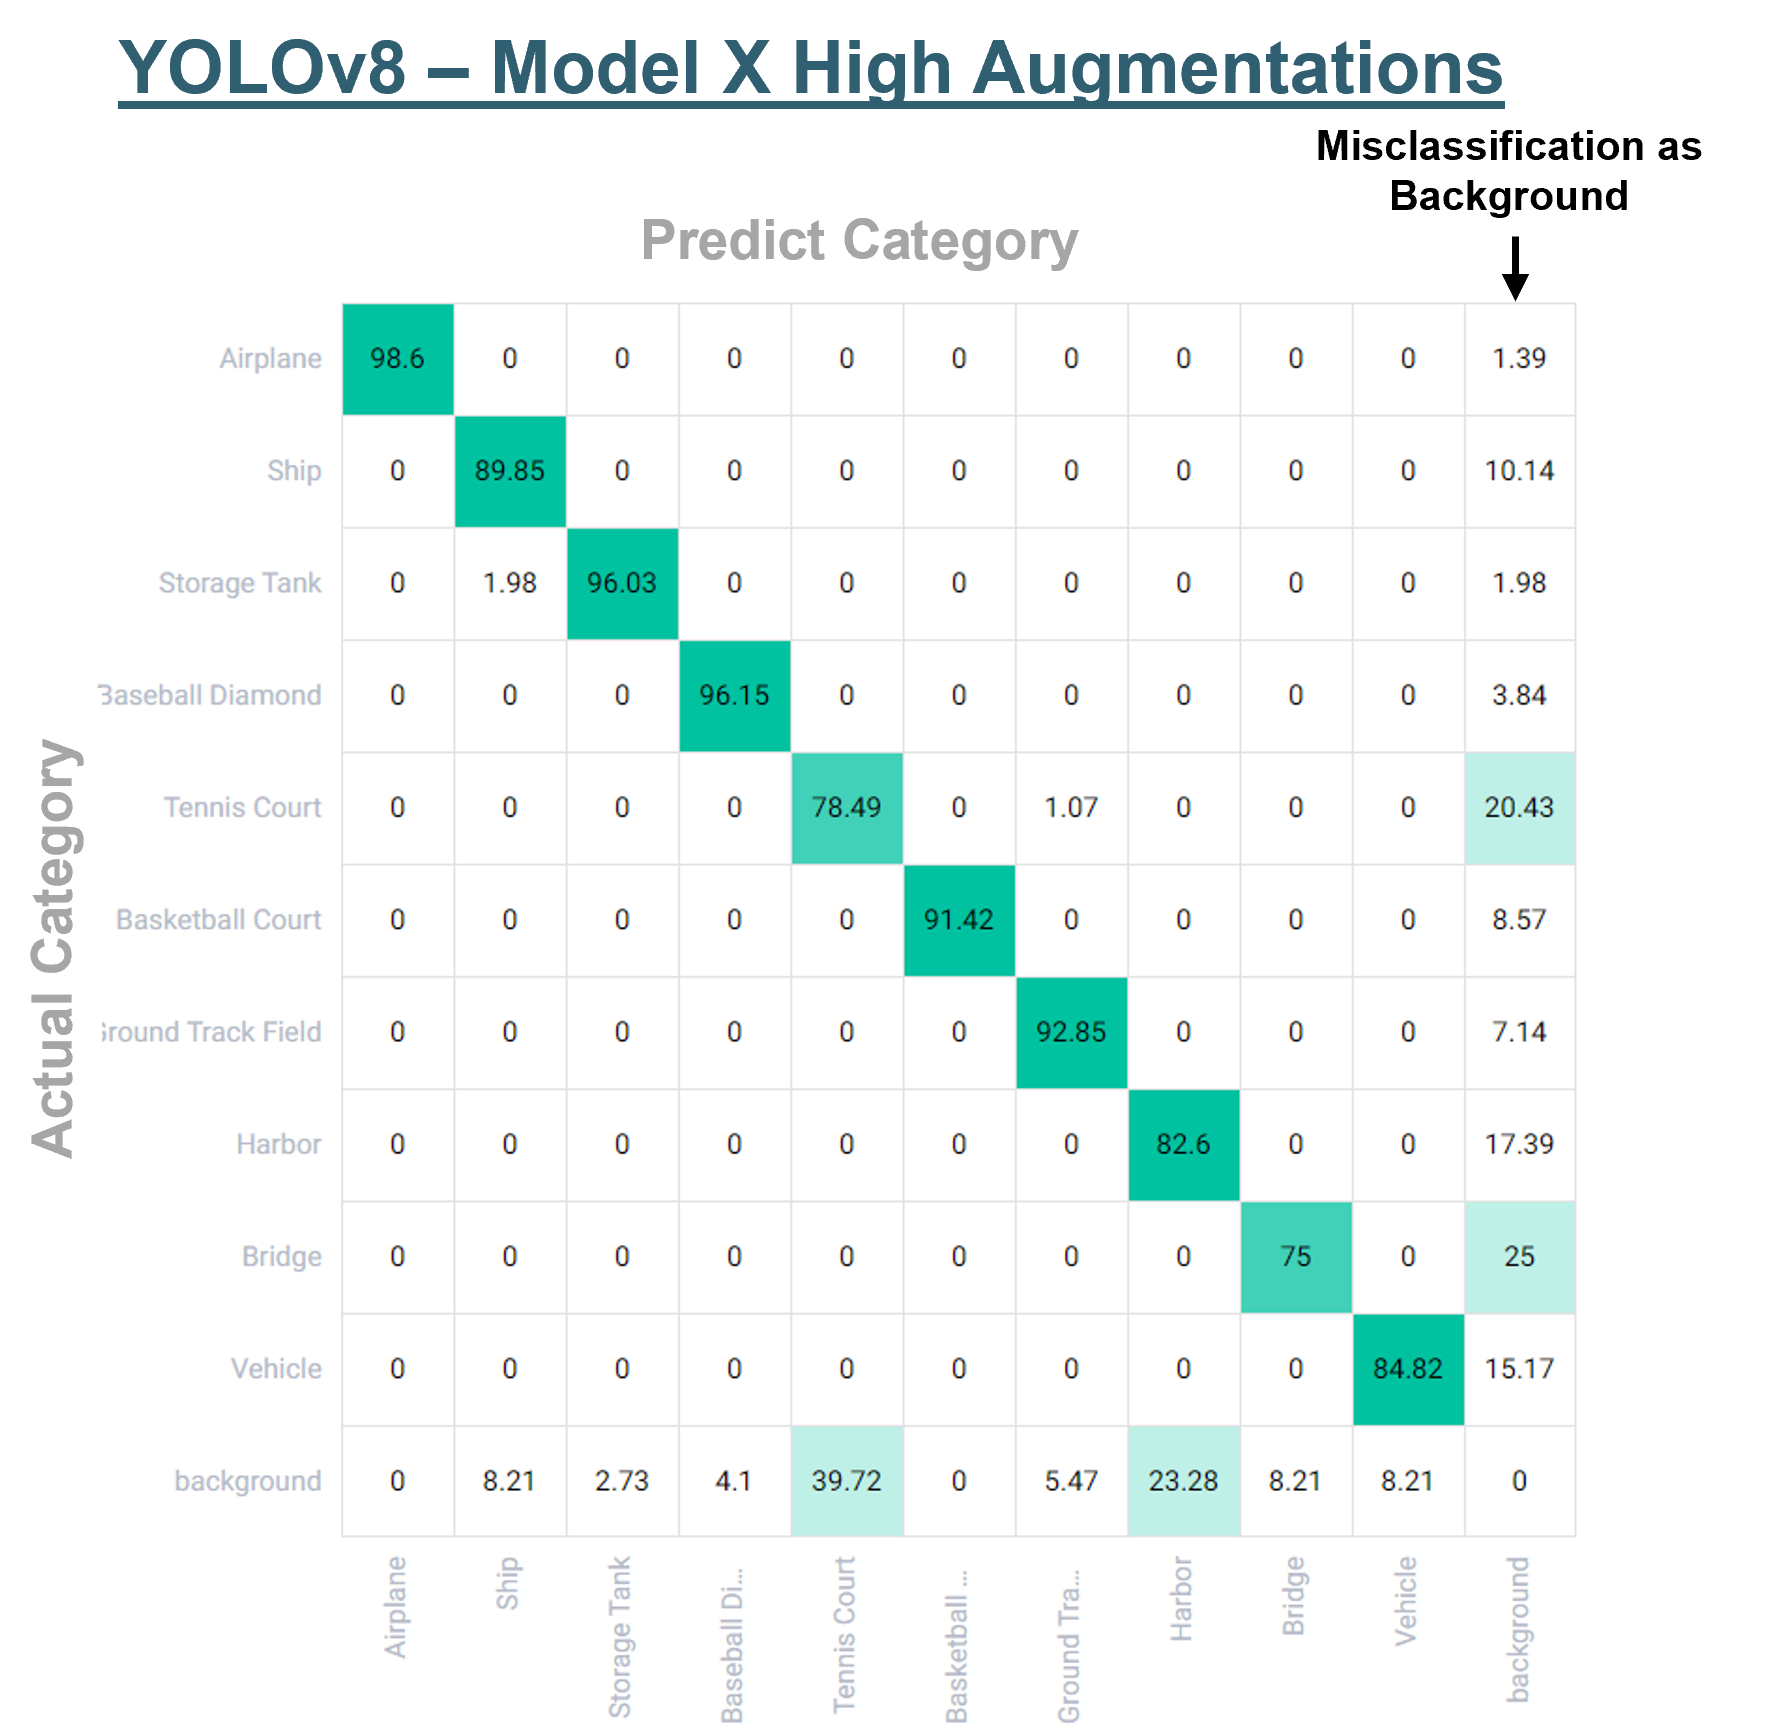 YOLOv8 – Model X High Augmentations
Misclassification as
Background
Predict Category
Actual Category
Airplane 98.6 0 0 0 0 0 0 0 0 0 1.39
Ship 0 89.85 0 0 0 0 0 0 0 0 10.14
Storage Tank 0 1.98 96.03 0 0 0 0 0 0 0 1.98
Baseball Diamond 0 0 0 96.15 0 0 0 0 0 0 3.84
Tennis Court 0 0 0 0 78.49 0 1.07 0 0 0 20.43
Basketball Court 0 0 0 0 0 91.42 0 0 0 0 8.57
Ground Track Field 0 0 0 0 0 0 92.85 0 0 0 7.14
Harbor 0 0 0 0 0 0 0 82.6 0 0 17.39
Bridge 0 0 0 0 0 0 0 0 75 0 25
Vehicle 0 0 0 0 0 0 0 0 0 84.82 15.17
background 0 8.21 2.73 4.1 39.72 0 5.47 23.28 8.21 8.21 0
Airplane
Ship
Storage Tank
Baseball Di...
Tennis Court
Basketball ...
Ground Tra...
Harbor
Bridge
Vehicle
background